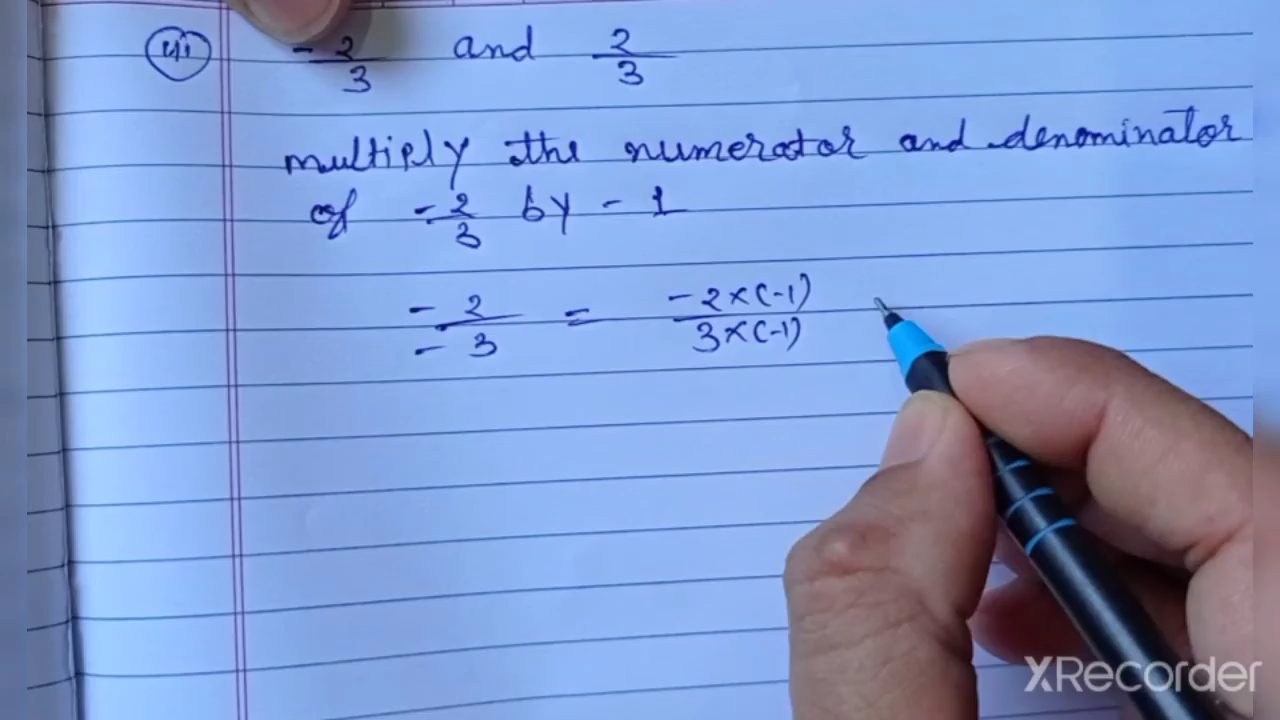 -2/3 and 2/3
multiply the numerator and denominator
of -2/3 by -1
-2/-3 = -2×(-1)/3×(-1)
XRecorder